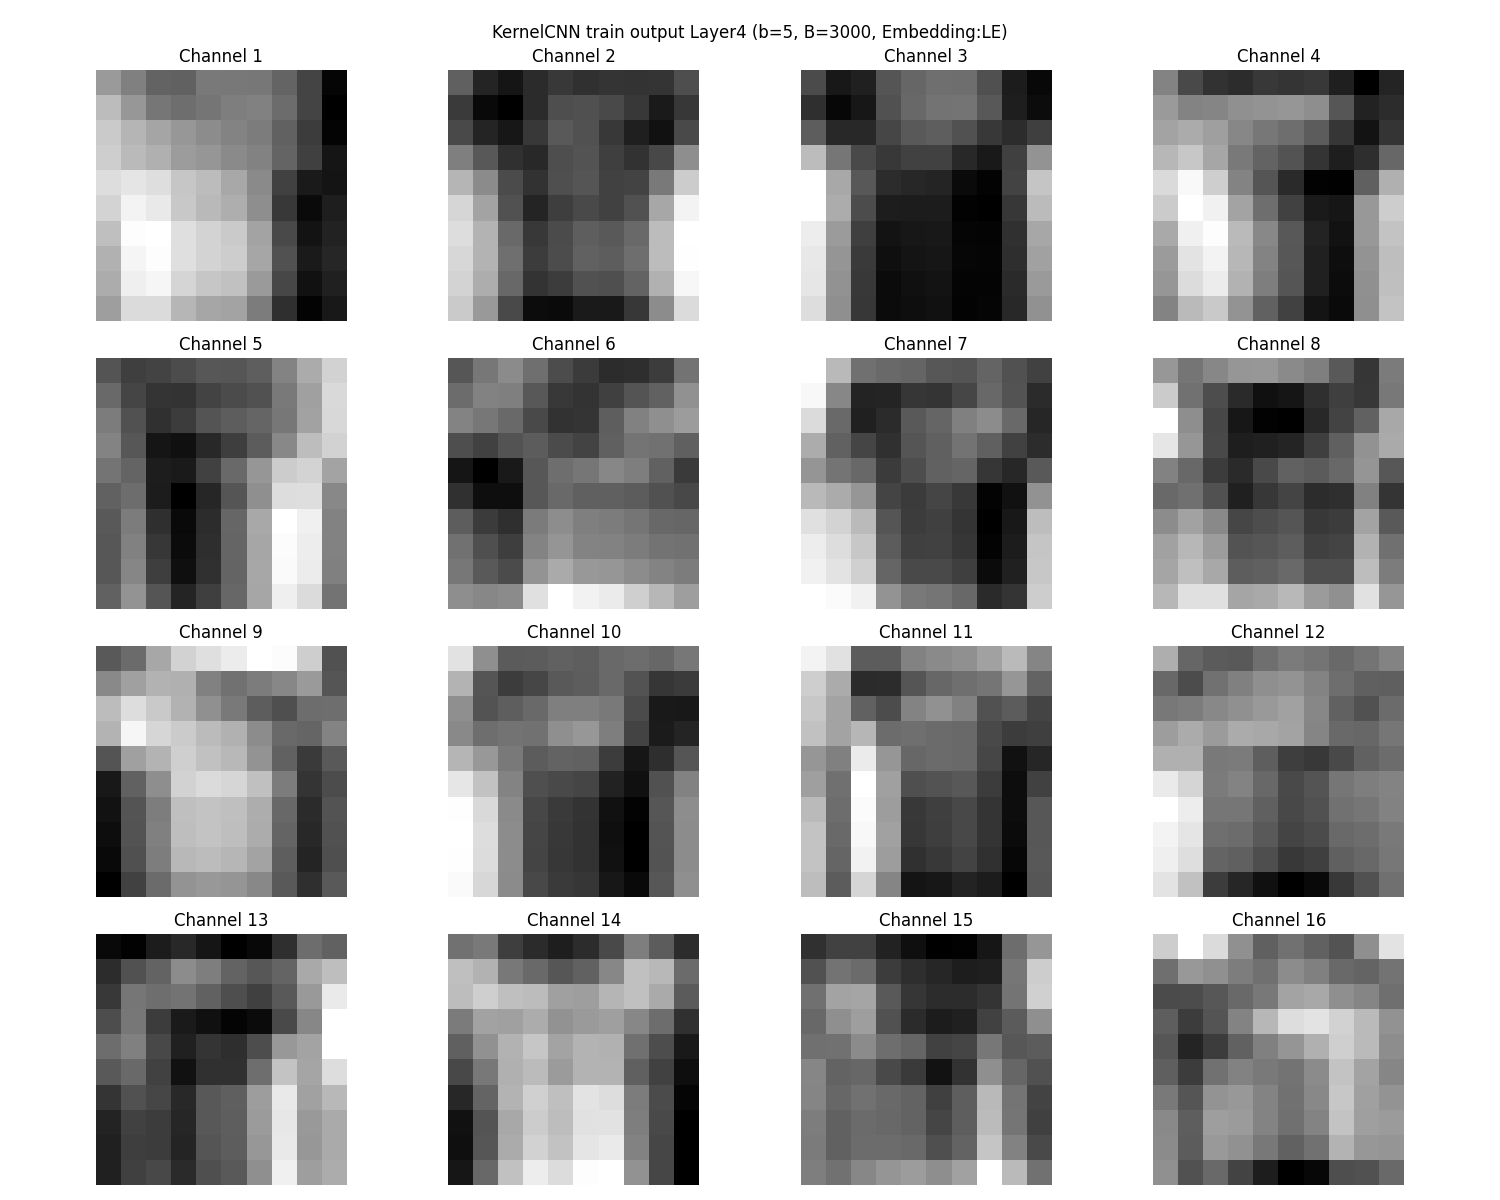 KernelCNN train output Layer4 (b=5, B=3000, Embedding:LE)
Channel 1
Channel 2
Channel 3
Channel 4
Channel 5
Channel 6
Channel 7
Channel 8
Channel 9
Channel 10
Channel 11
Channel 12
Channel 13
Channel 14
Channel 15
Channel 16